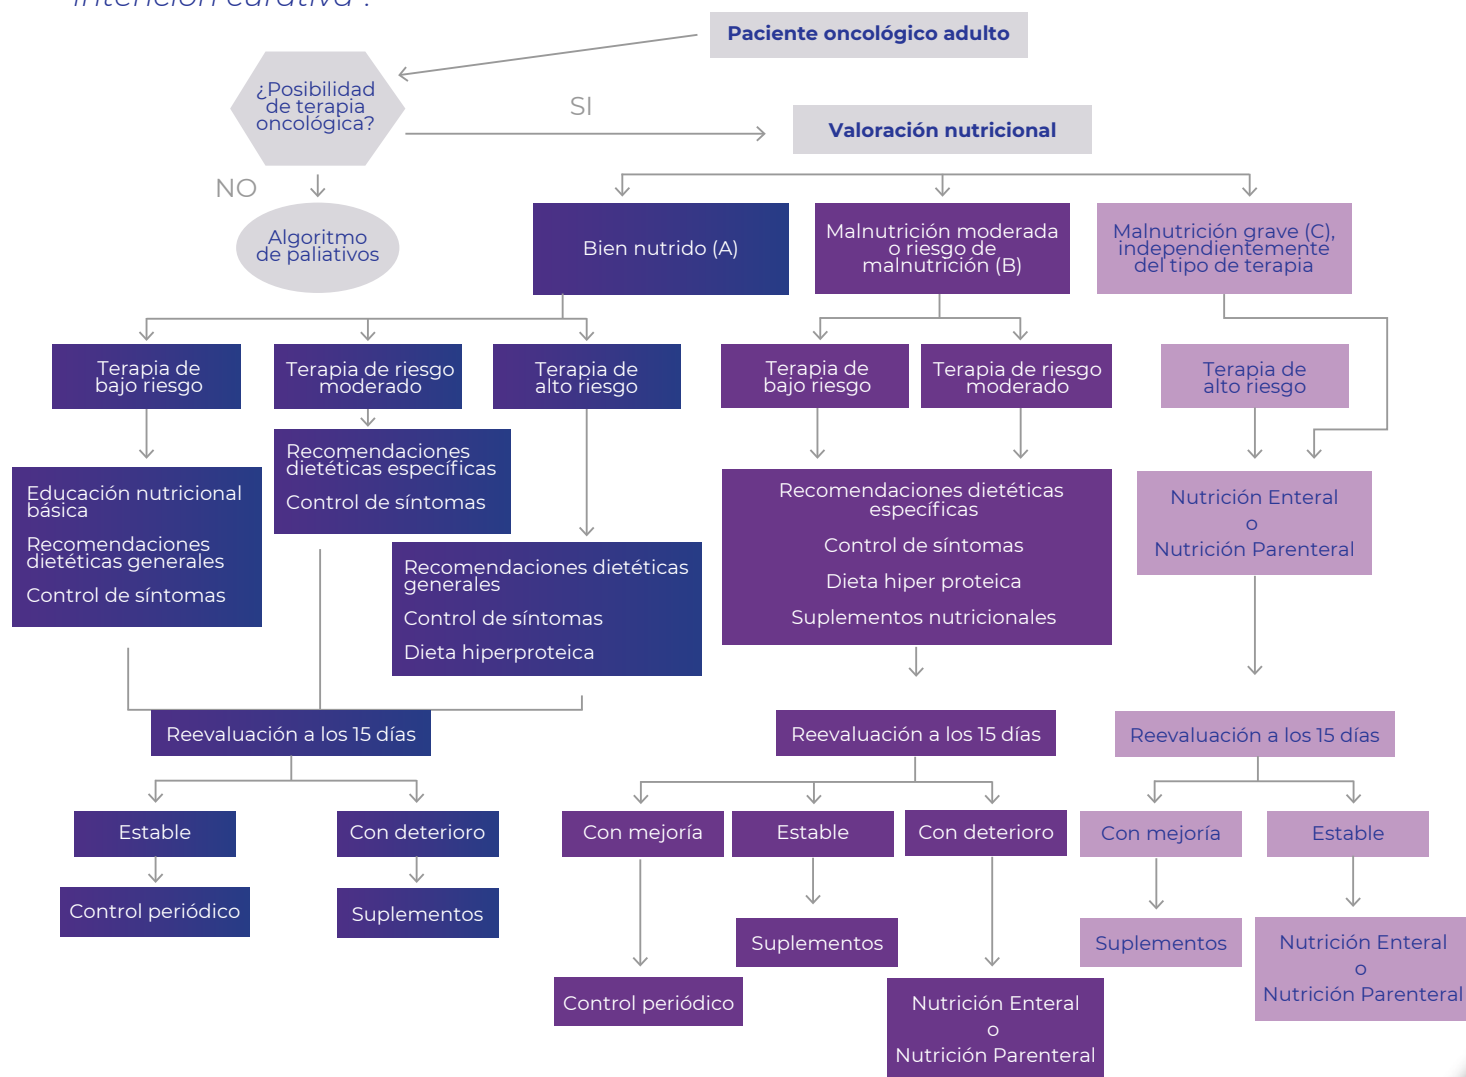 intención curativa".
Paciente oncológico adulto
¿Posibilidad
de terapia
oncológica?
SI
Valoración nutricional
NO
Algoritmo
de paliativos
Bien nutrido (A)
Malnutrición moderada
o riesgo de
malnutrición (B)
Malnutrición grave (C),
independientemente
del tipo de terapia
Terapia de
bajo riesgo
Terapia de riesgo
moderado
Terapia de
alto riesgo
Terapia de
bajo riesgo
Terapia de riesgo
moderado
Terapia de
alto riesgo
Educación nutricional
básica
Recomendaciones
dietéticas generales
Control de síntomas
Recomendaciones
dietéticas específicas
Control de síntomas
Recomendaciones dietéticas
generales
Control de síntomas
Dieta hiperproteica
Recomendaciones dietéticas
específicas
Control de síntomas
Dieta hiper proteica
Suplementos nutricionales
Nutrición Enteral
o
Nutrición Parenteral
Reevaluación a los 15 días
Reevaluación a los 15 días
Reevaluación a los 15 días
Estable
Con deterioro
Con mejoría
Estable
Con deterioro
Con mejoría
Estable
Control periódico
Suplementos
Control periódico
Suplementos
Nutrición Enteral
o
Nutrición Parenteral
Suplementos
Nutrición Enteral
o
Nutrición Parenteral